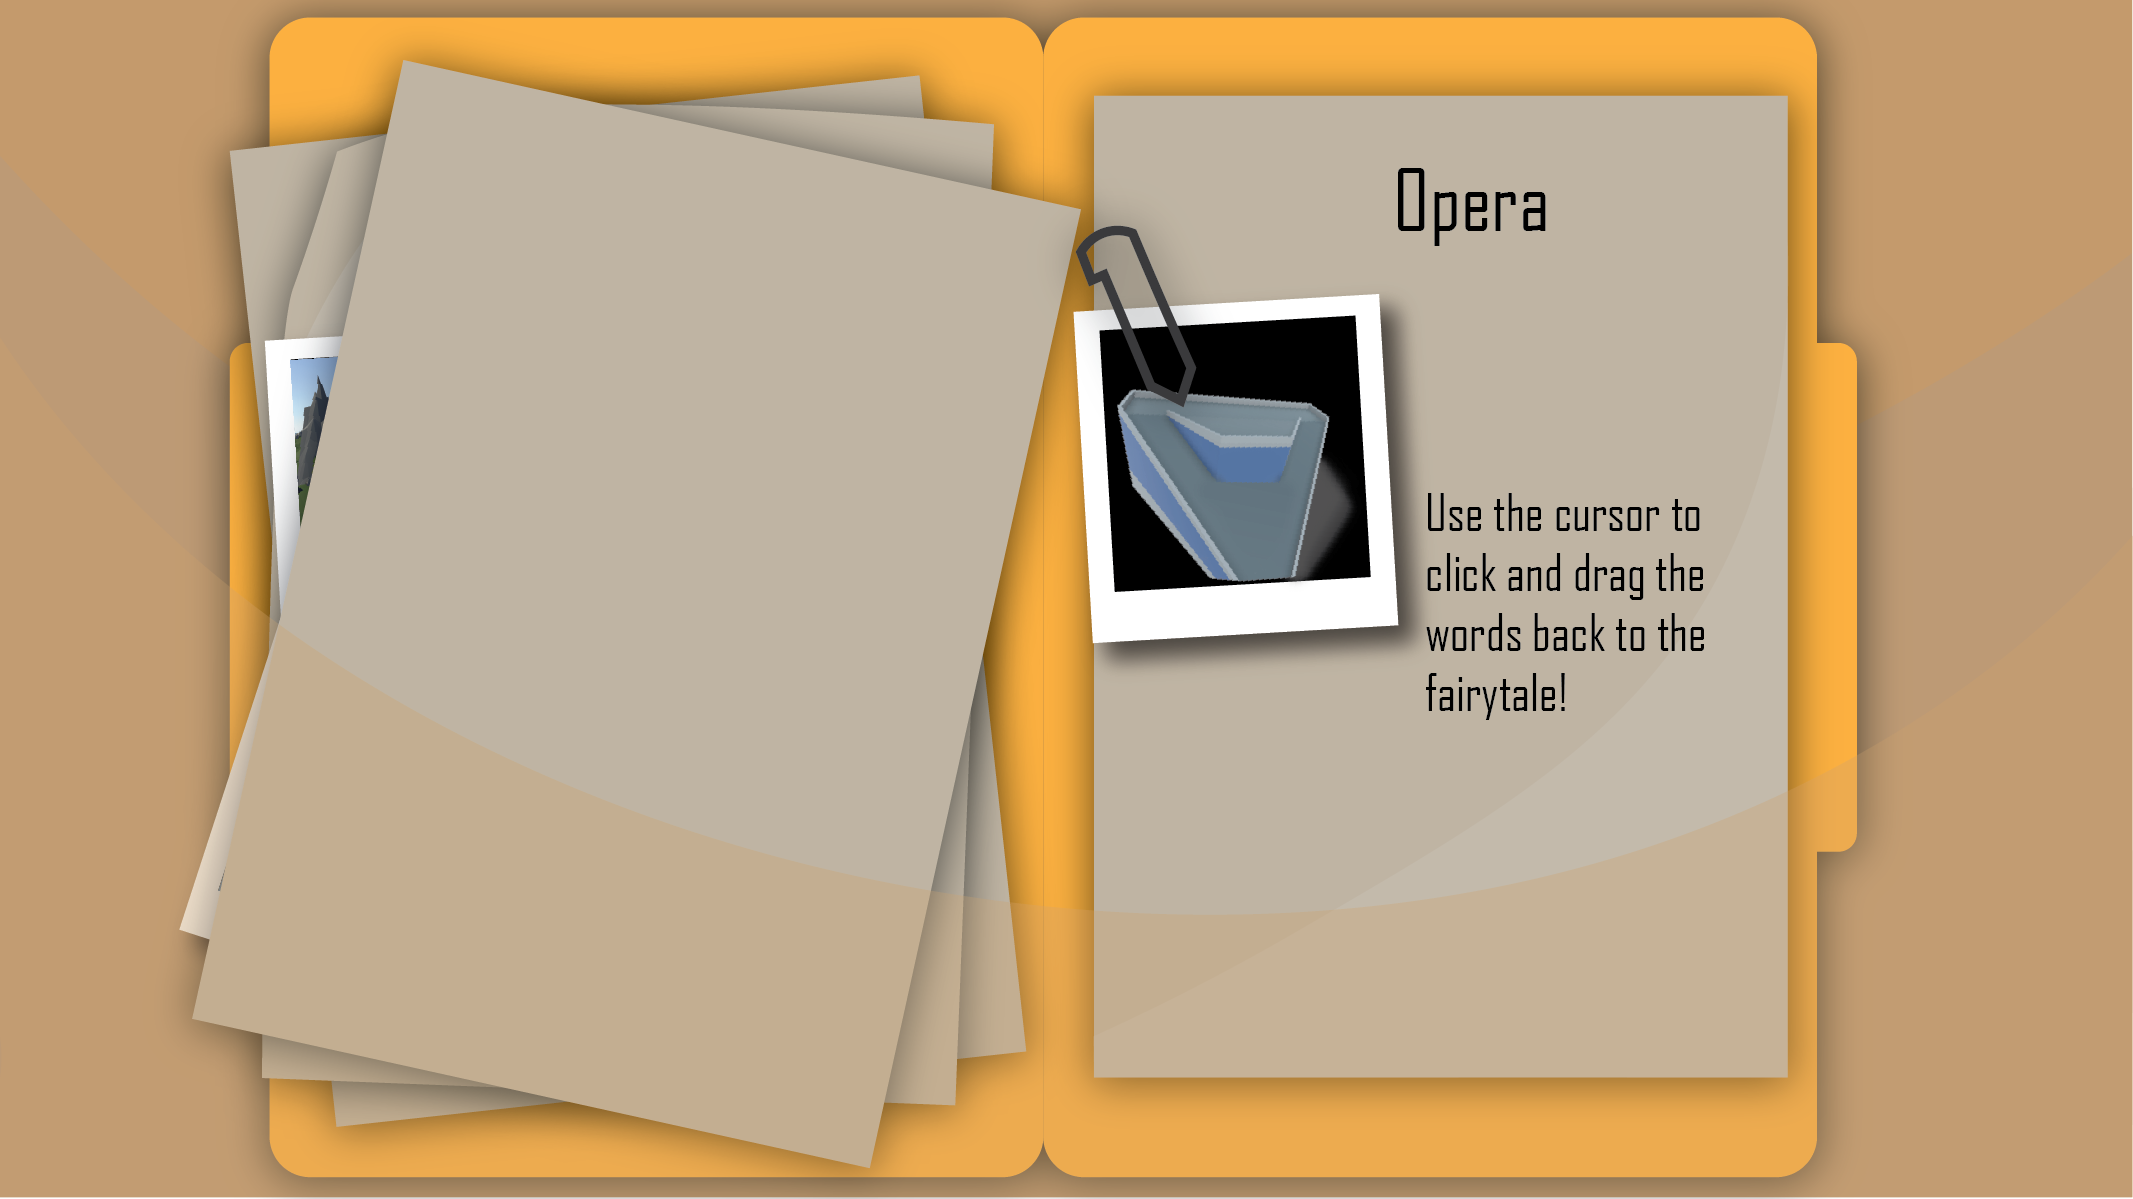 Opera
Use the cursor to
click and drag the
words back to the
fairytale!